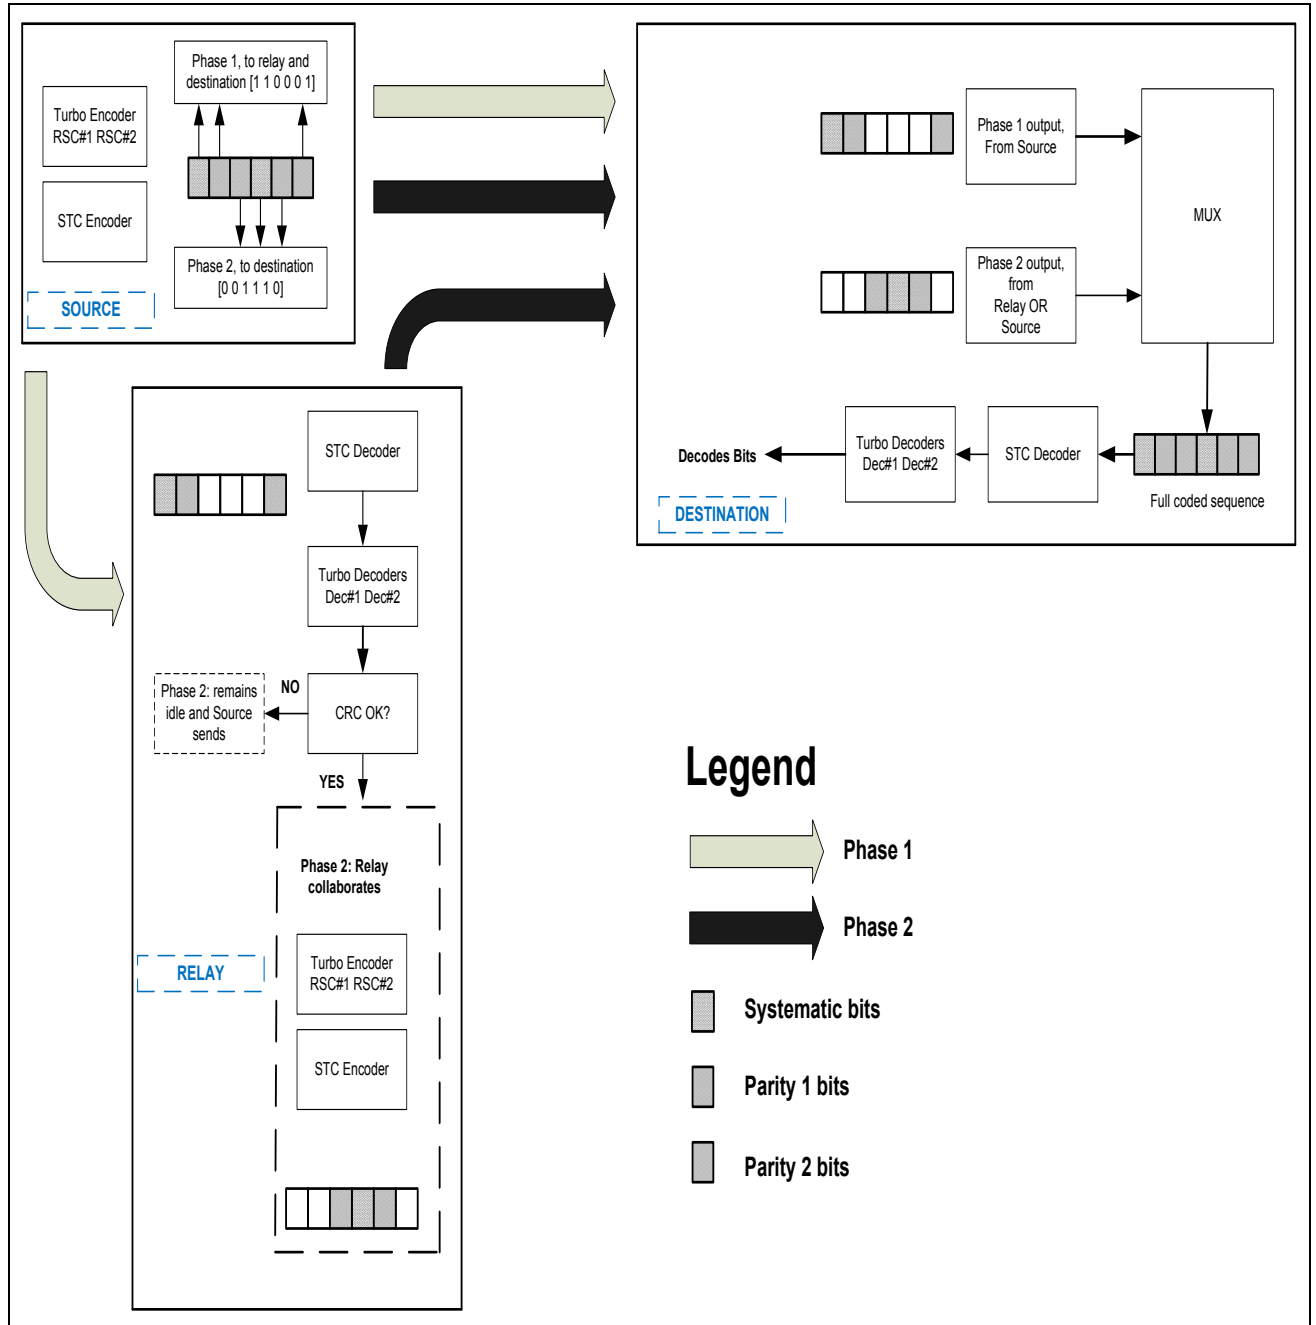 Phase 1, to relay and
destination [1 1 0 0 0 1]
Turbo Encoder
RSC#1 RSC#2
STC Encoder
Phase 2, to destination
[0 0 1 1 1 0]
SOURCE
Phase 1 output,
From Source
MUX
Phase 2 output,
from
Relay OR
Source
Decodes Bits
Turbo Decoders
Dec#1 Dec#2
STC Decoder
Full coded sequence
DESTINATION
STC Decoder
Turbo Decoders
Dec#1 Dec#2
Phase 2: remains
idle and Source
sends
NO
CRC OK?
YES
Phase 2: Relay
collaborates
Turbo Encoder
RSC#1 RSC#2
RELAY
STC Encoder
Legend
Phase 1
Phase 2
Systematic bits
Parity 1 bits
Parity 2 bits